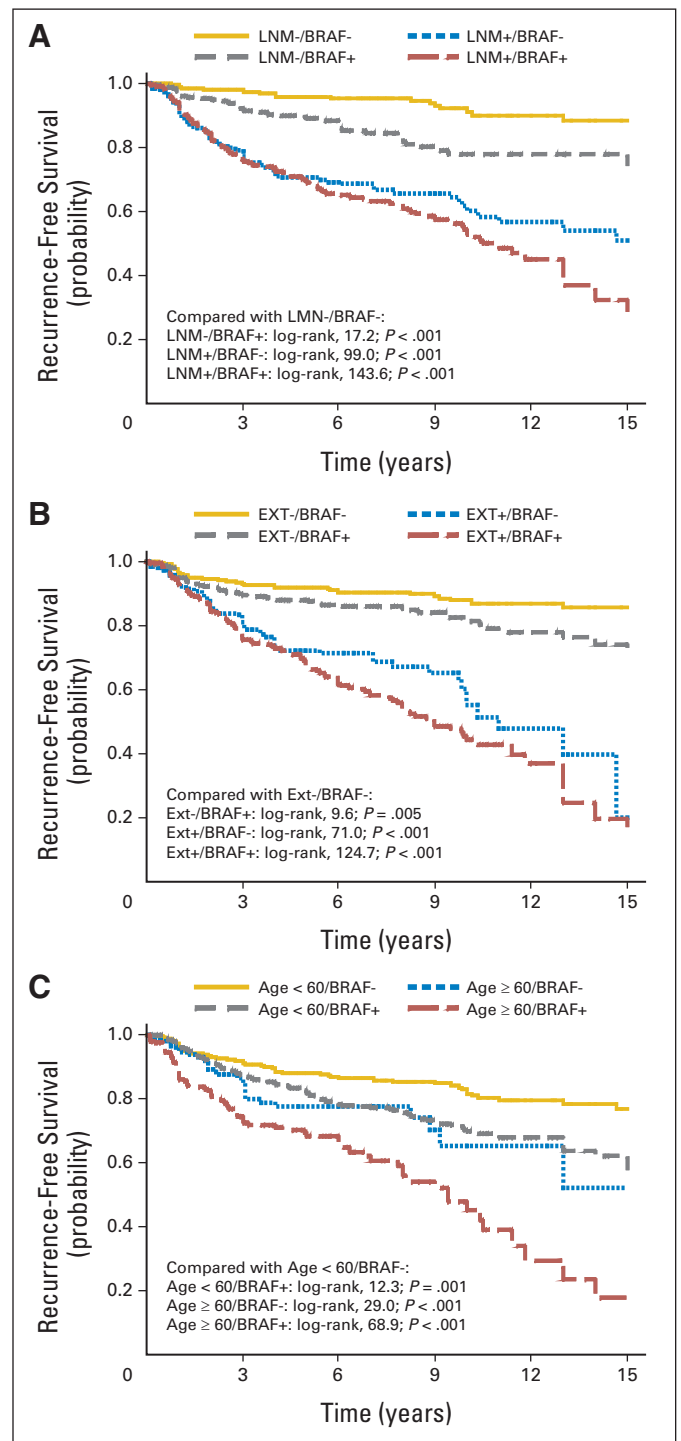 A
LNM-/BRAF- LNM+/BRAF-
LNM-/BRAF+ LNM+/BRAF+
Recurrence-Free Survival
(probability)
1.0
0.8
0.6
0.4
0.2
Compared with LMN-/BRAF-:
LNM-/BRAF+: log-rank, 17.2; P < .001
LNM+/BRAF-: log-rank, 99.0; P < .001
LNM+/BRAF+: log-rank, 143.6; P < .001
0 3 6 9 12 15
Time (years)
B
EXT-/BRAF- EXT+/BRAF-
EXT-/BRAF+ EXT+/BRAF+
Recurrence-Free Survival
(probability)
1.0
0.8
0.6
0.4
0.2
Compared with Ext-/BRAF-:
Ext-/BRAF+: log-rank, 9.6; P = .005
Ext+/BRAF-: log-rank, 71.0; P < .001
Ext+/BRAF+: log-rank, 124.7; P < .001
0 3 6 9 12 15
Time (years)
C
Age < 60/BRAF- Age ≥ 60/BRAF-
Age < 60/BRAF+ Age ≥ 60/BRAF+
Recurrence-Free Survival
(probability)
1.0
0.8
0.6
0.4
0.2
Compared with Age < 60/BRAF-:
Age < 60/BRAF+: log-rank, 12.3; P = .001
Age ≥ 60/BRAF-: log-rank, 29.0; P < .001
Age ≥ 60/BRAF+: log-rank, 68.9; P < .001
0 3 6 9 12 15
Time (years)